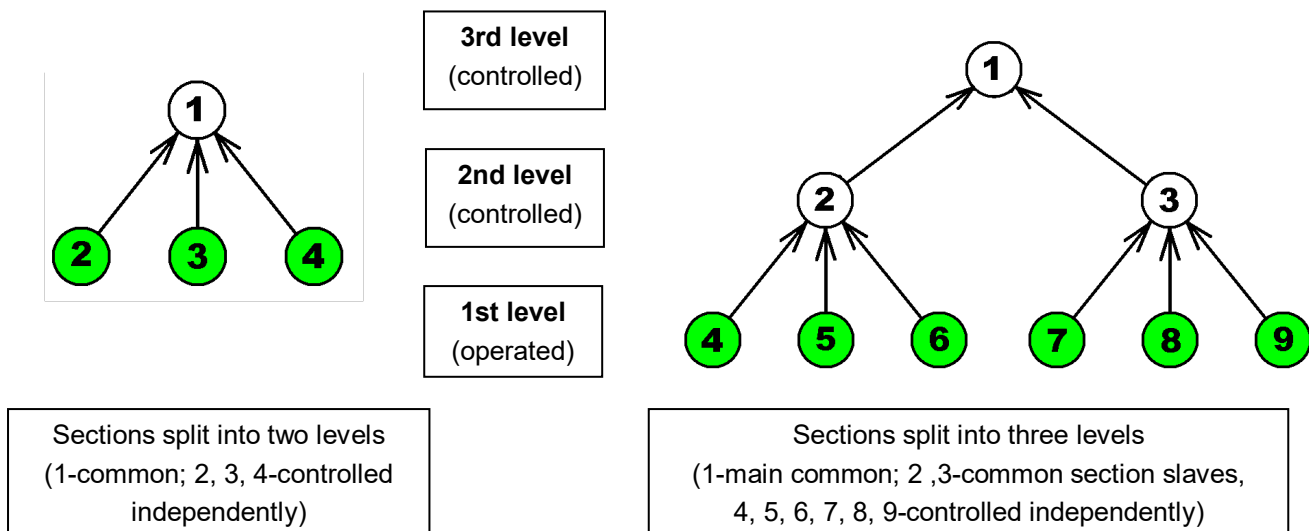 1
2 3 4
3rd level
(controlled)
2nd level
(controlled)
1st level
(operated)
1
2 3
4 5 6 7 8 9
Sections split into two levels
(1-common; 2, 3, 4-controlled
independently)
Sections split into three levels
(1-main common; 2 ,3-common section slaves,
4, 5, 6, 7, 8, 9-controlled independently)